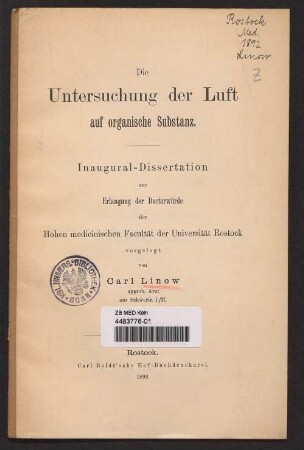 Rostock
Med.
1892
Linow
Z
Die
Untersuchung der Luft
auf organische Substanz.
Inaugural-Dissertation
zur
Erlangung der Doctorwürde
der
Hohen medicinischen Facultät der Universität Rostock
vorgelegt
von
Carl Linow
approb. Arzt
aus Schwerin i/M.
ZB MED Köln
4483776-01
Rostock.
Carl Boldt'sche Hof-Buchdruckerei.
1892.